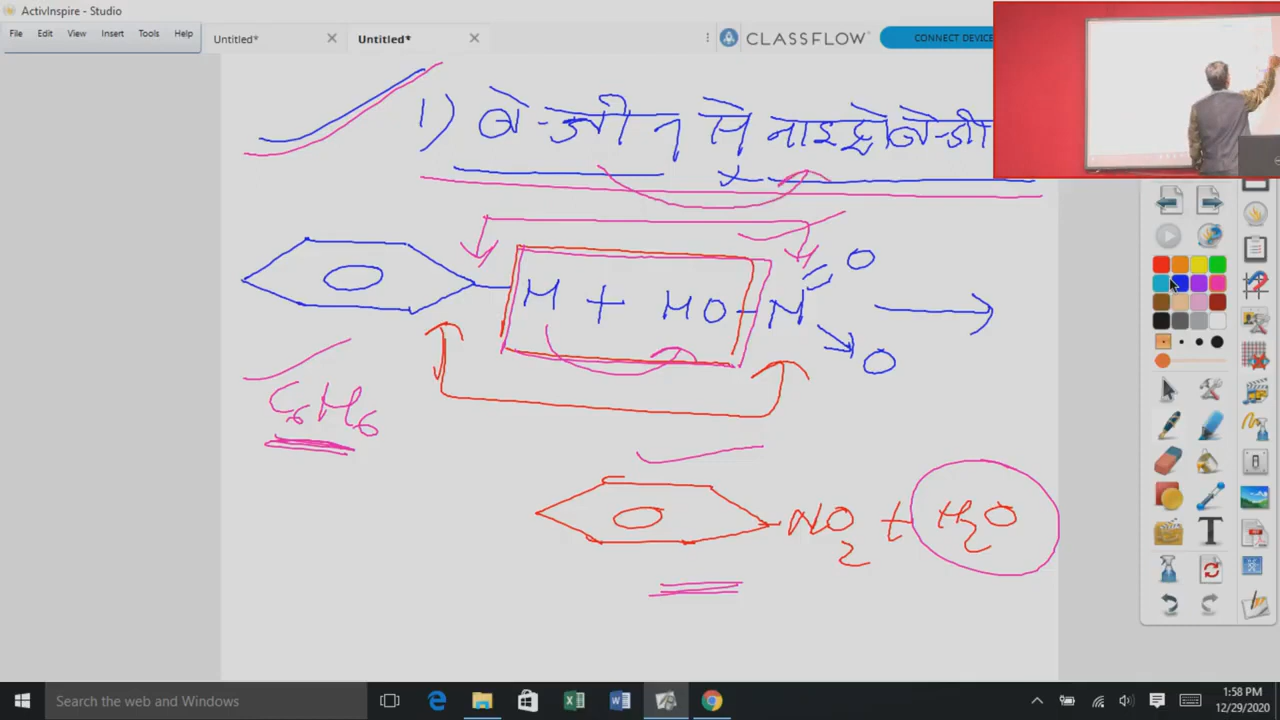 ActivInspire - Studio
File Edit View Insert Tools Help
Untitled* Untitled*
CLASSFLOW CONNECT DEVICE
1) बेन्जीन से नाइट्रोबेन्जी
H + HO-N O
O
C6H6
NO2 + H2O
Search the web and Windows
1:58 PM
12/29/2020